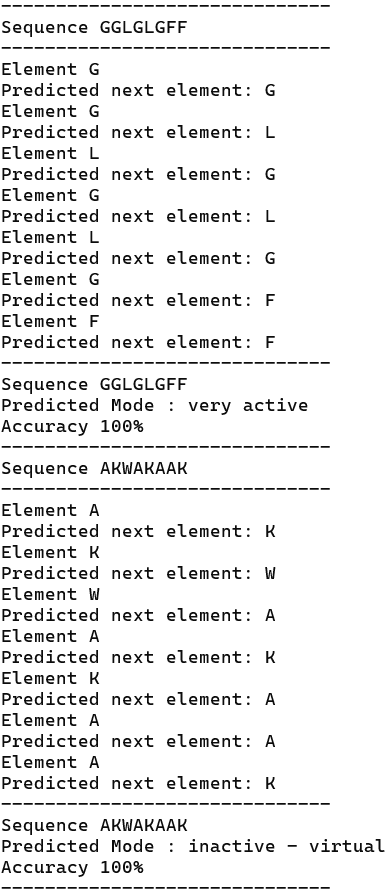 ------------------------------
Sequence GGLGLGFF
------------------------------
Element G
Predicted next element: G
Element G
Predicted next element: L
Element L
Predicted next element: G
Element G
Predicted next element: L
Element L
Predicted next element: G
Element G
Predicted next element: F
Element F
Predicted next element: F
------------------------------
Sequence GGLGLGFF
Predicted Mode : very active
Accuracy 100%
------------------------------
Sequence AKWAKAAK
------------------------------
Element A
Predicted next element: K
Element K
Predicted next element: W
Element W
Predicted next element: A
Element A
Predicted next element: K
Element K
Predicted next element: A
Element A
Predicted next element: A
Element A
Predicted next element: K
------------------------------
Sequence AKWAKAAK
Predicted Mode : inactive - virtual
Accuracy 100%
------------------------------